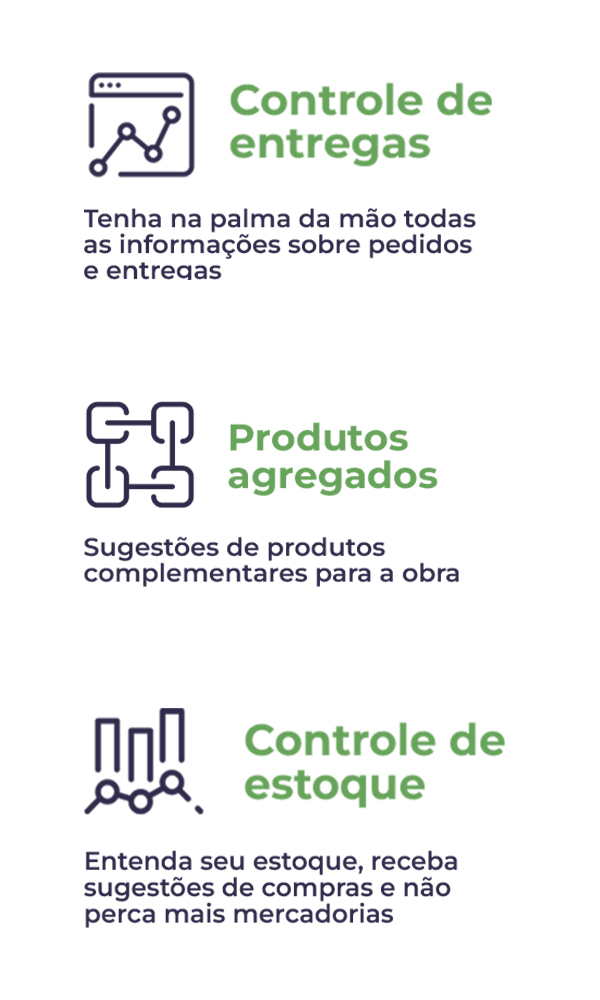 Controle de
entregas
Tenha na palma da mão todas
as informações sobre pedidos
e entregas
Produtos
agregados
Sugestões de produtos
complementares para a obra
Controle de
estoque
Entenda seu estoque, receba
sugestões de compras e não
perca mais mercadorias